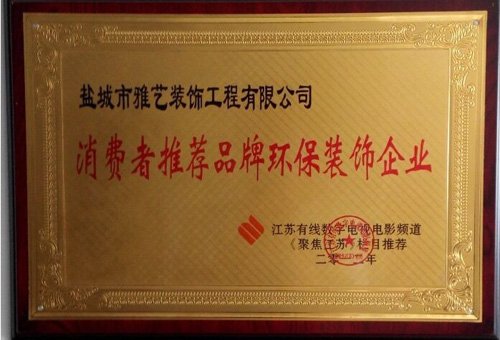 盐城市雅艺装饰工程有限公司
消费者推荐品牌环保装饰企业
江苏有线数字电视电影频道
《聚焦江苏》栏目推荐
二零 二年